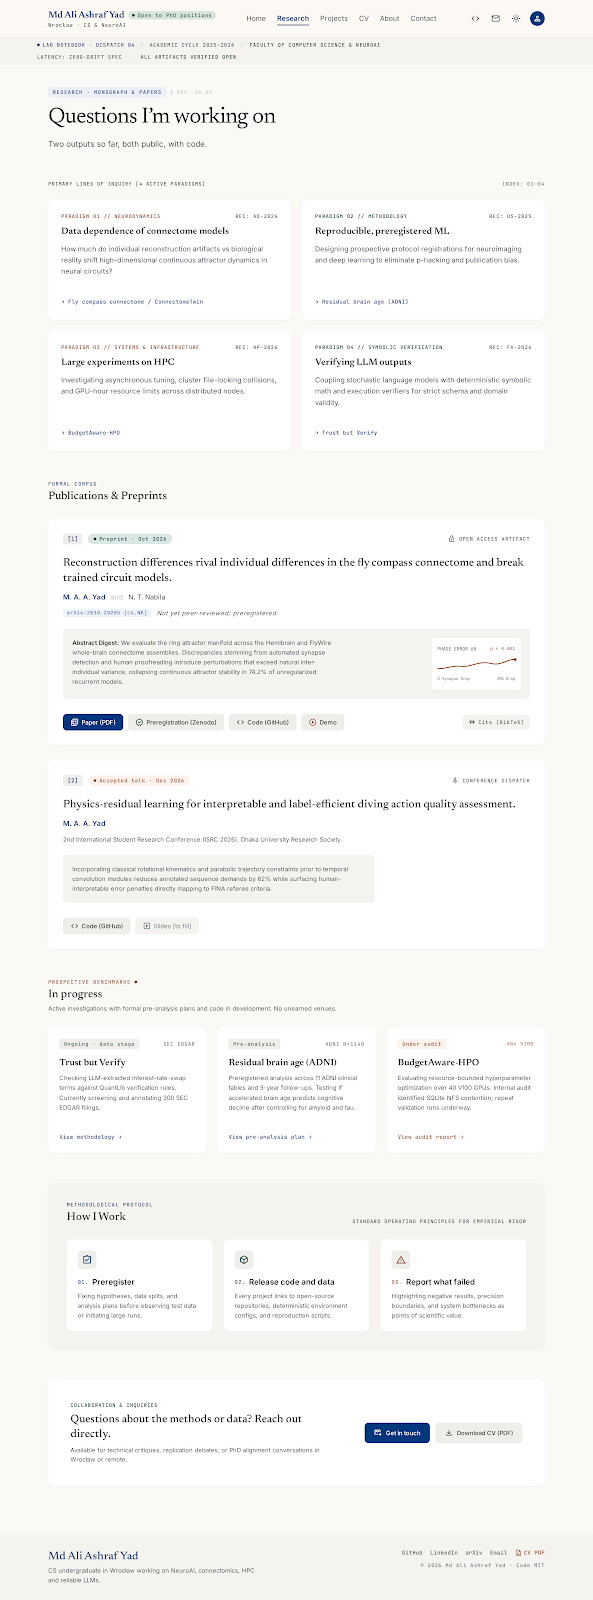 Md Ali Ashraf Yad
Open to PhD positions
Wrocław · CS & NeuroAI
Home Research Projects CV About Contact
LAB NOTEBOOK · DISPATCH 04 / ACADEMIC CYCLE 2025–2026 / FACULTY OF COMPUTER SCIENCE & NEUROAI
LATENCY: ZERO-DRIFT SPEC · ALL ARTIFACTS VERIFIED OPEN
RESEARCH · MONOGRAPH & PAPERS
Questions I'm working on
Two outputs so far, both public, with code.
PRIMARY LINES OF INQUIRY [4 ACTIVE PARADIGMS]
INDEX: 01–04
PARADIGM 01 // NEURODYNAMICS
REC: AD-2026
Data dependence of connectome models
How much do individual reconstruction artifacts vs biological
reality shift high-dimensional continuous attractor dynamics in
neural circuits?
→ Fly compass connectome / ConnectomeTwin
PARADIGM 02 // METHODOLOGY
REC: OS-2025
Reproducible, preregistered ML
Designing prospective protocol registrations for neuroimaging
and deep learning to eliminate p-hacking and publication bias.
→ Residual brain age (ADNI)
PARADIGM 03 // SYSTEMS & INFRASTRUCTURE
REC: HP-2026
Large experiments on HPC
Investigating asynchronous tuning, cluster file-locking collisions,
and GPU-hour resource limits across distributed nodes.
→ BudgetAware-HPO
PARADIGM 04 // SYMBOLIC VERIFICATION
REC: FV-2026
Verifying LLM outputs
Coupling stochastic language models with deterministic symbolic
math and execution verifiers for strict schema and domain
validity.
→ Trust but Verify
FORMAL CORPUS
Publications & Preprints
[1]
Preprint · Oct 2026
OPEN ACCESS ARTIFACT
Reconstruction differences rival individual differences in the fly compass connectome and break
trained circuit models.
M. A. A. Yad and N. T. Nabila
arXiv:2610.20205 [cs.NE] Not yet peer-reviewed; preregistered.
Abstract Digest: We evaluate the ring attractor manifold across the Hemibrain and FlyWire
whole-brain connectome assemblies. Discrepancies stemming from automated synapse
detection and human proofreading introduce perturbations that exceed natural inter-
individual variance, collapsing continuous attractor stability in 74.2% of unregularized
recurrent models.
PHASE ERROR Δθ
p < 0.001
0 Synapse Drop
Paper (PDF)
Preregistration (Zenodo)
Code (GitHub)
Demo
Cite (BibTeX)
[2]
Accepted talk · Dec 2026
CONFERENCE DISPATCH
Physics-residual learning for interpretable and label-efficient diving action quality assessment.
M. A. A. Yad
2nd International Student Research Conference (ISRC 2026), Dhaka University Research Society.
Incorporating classical rotational kinematics and parabolic trajectory constraints prior to temporal
convolution modules reduces annotated sequence demands by 62% while surfacing human-
interpretable error penalties directly mapping to FINA referee criteria.
Code (GitHub)
Slides [to fill]
PROSPECTIVE BENCHMARKS
In progress
Active investigations with formal pre-analysis plans and code in development. No unearned venues.
Ongoing · data stage
SEC EDGAR
Trust but Verify
Checking LLM-extracted interest-rate-swap
terms against QuantLib verification rules.
Currently screening and annotating 300 SEC
EDGAR filings.
View methodology →
Pre-analysis
ADNI N=1140
Residual brain age (ADNI)
Preregistered analysis across 11 ADNI clinical
tables and 5-year follow-ups. Testing if
accelerated brain age predicts cognitive
decline after controlling for amyloid and tau.
View pre-analysis plan →
Under audit
40x V100
BudgetAware-HPO
Evaluating resource-bounded hyperparameter
optimization over 40 V100 GPUs. Internal audit
identified SQLite NFS contention; repeat
validation runs underway.
View audit report →
METHODOLOGICAL PROTOCOL
How I Work
STANDARD OPERATING PRINCIPLES FOR EMPIRICAL RIGOR
01. Preregister
Fixing hypotheses, data splits, and
analysis plans before observing test data
or initiating large runs.
02. Release code and data
Every project links to open-source
repositories, deterministic environment
configs, and reproduction scripts.
03. Report what failed
Highlighting negative results, precision
boundaries, and system bottlenecks as
points of scientific value.
COLLABORATION & INQUIRIES
Questions about the methods or data? Reach out
directly.
Available for technical critiques, replication debates, or PhD alignment conversations in
Wrocław or remote.
Get in touch
Download CV (PDF)
Md Ali Ashraf Yad
CS undergraduate in Wrocław working on NeuroAI, connectomics, HPC
and reliable LLMs.
GitHub LinkedIn arXiv Email CV PDF
© 2026 Md Ali Ashraf Yad · Code MIT